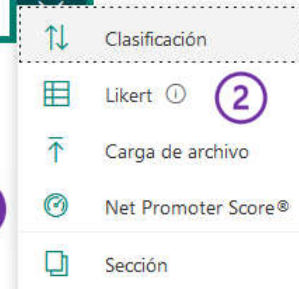 Clasificación
Likert
2
Carga de archivo
Net Promoter Score®
Sección